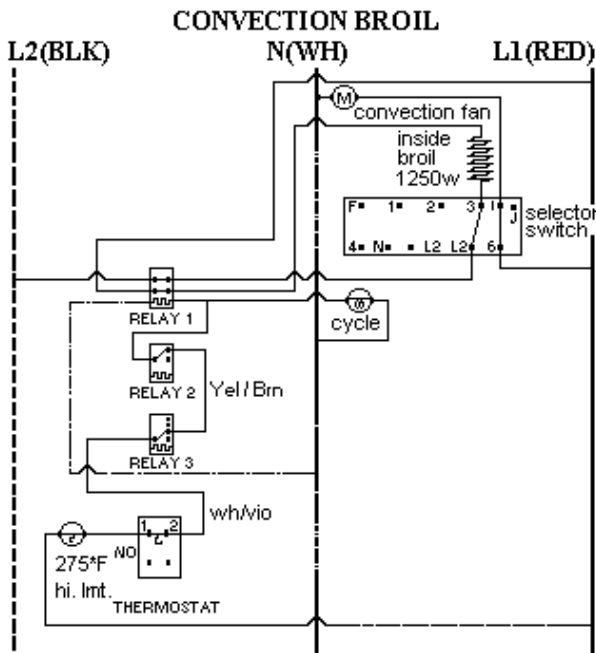 CONVECTION BROIL
L2(BLK) N(WH) L1(RED)
M
convection fan
inside
broil
1250w
F 1 2 3 1 J
4 N L2 L2 6
selector
switch
RELAY 1
cycle
RELAY 2
Yel/Brn
RELAY 3
wh/vio
1 2
NO
275*F
hi. lmt.
THERMOSTAT